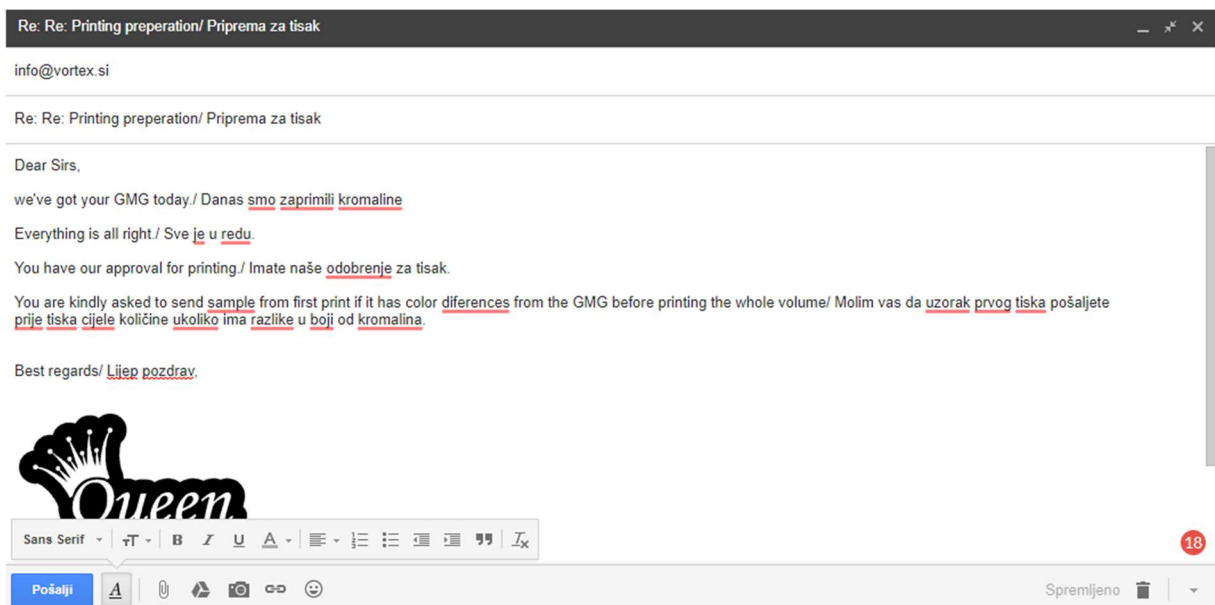 Re: Re: Printing preperation/ Priprema za tisak
info@vortex.si
Re: Re: Printing preperation/ Priprema za tisak
Dear Sirs,
we've got your GMG today./ Danas smo zaprimili kromaline
Everything is all right./ Sve je u redu.
You have our approval for printing./ Imate naše odobrenje za tisak.
You are kindly asked to send sample from first print if it has color diferences from the GMG before printing the whole volume/ Molim vas da uzorak prvog tiska pošaljete
prije tiska cijele količine ukoliko ima razlike u boji od kromalina.
Best regards/ Lijep pozdrav,
Queen
Sans Serif
18
Pošalji
Spremljeno